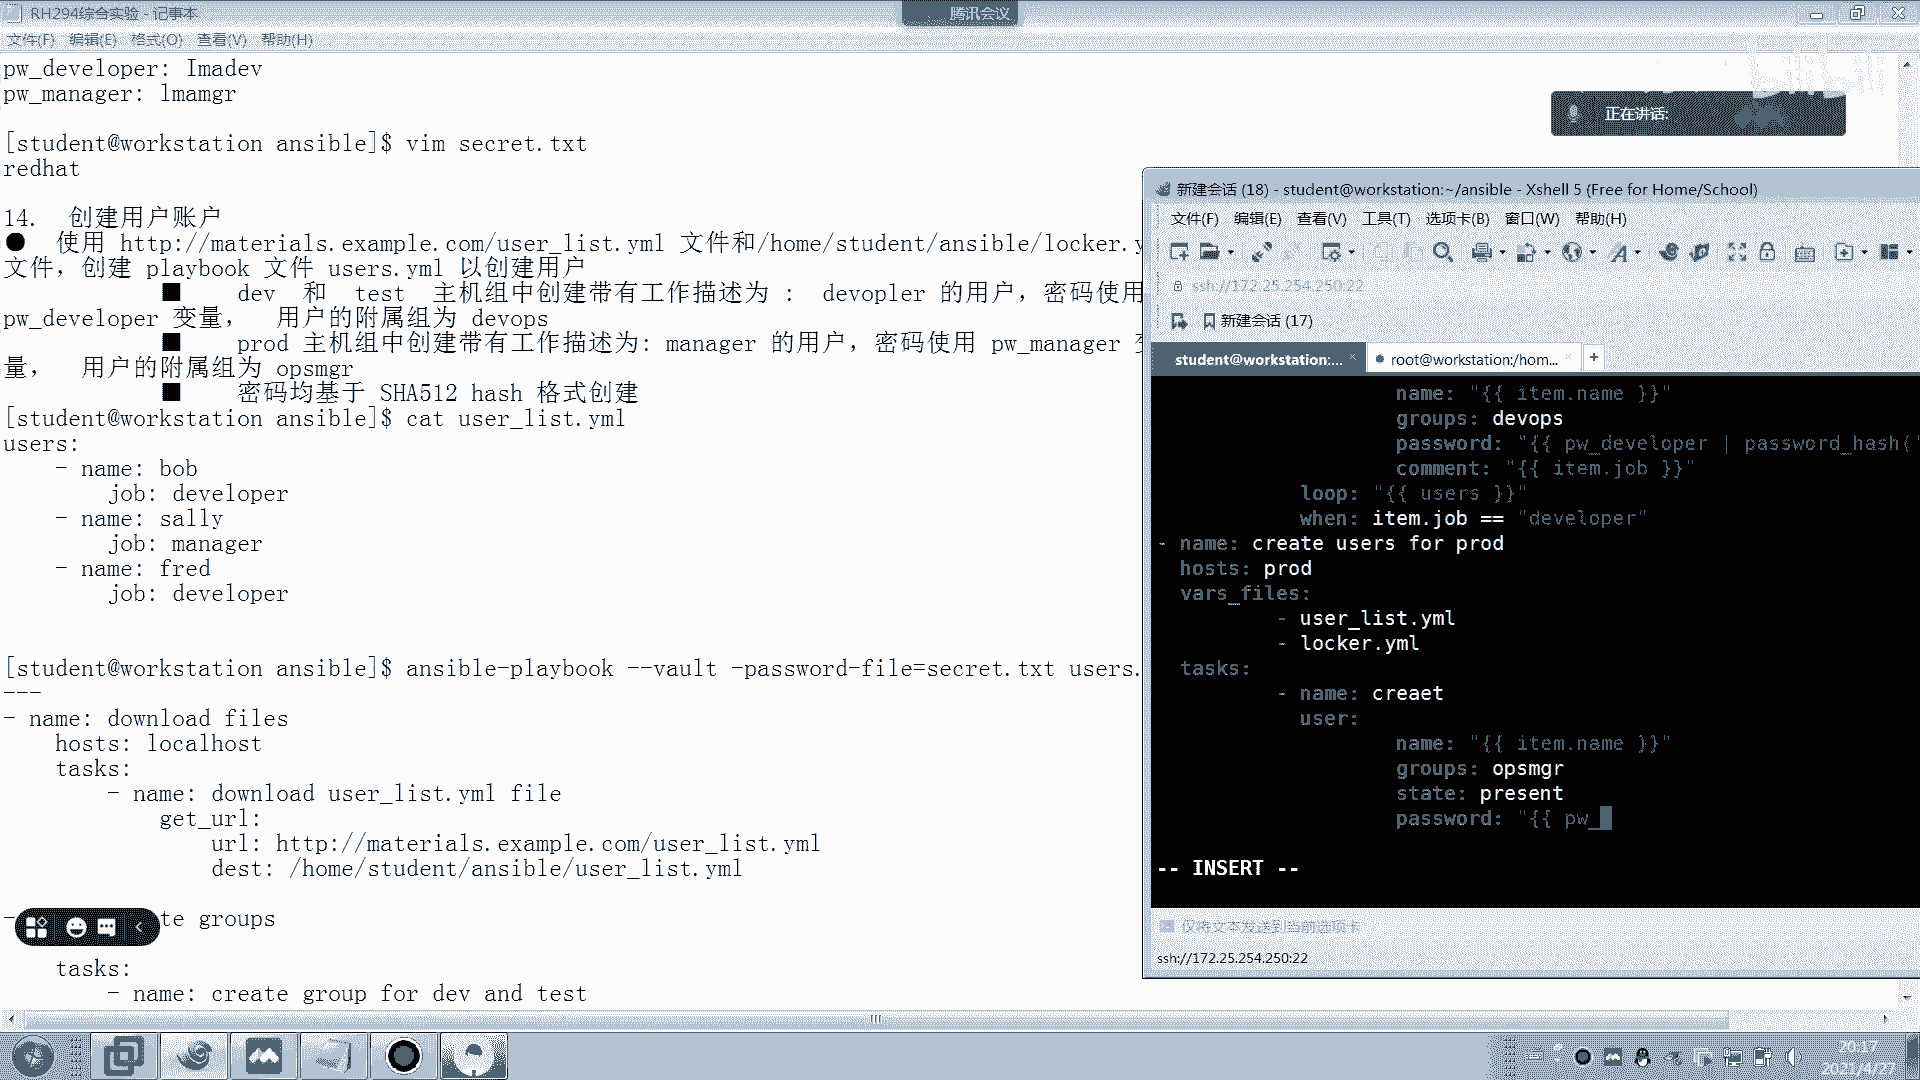 RH294综合实验 - 记事本
腾讯会议
文件(F) 编辑(E) 格式(O) 查看(V) 帮助(H)
pw_developer: Imadev
pw_manager: lmamgr
[student@workstation ansible]$ vim secret.txt
redhat
14. 创建用户账户
● 使用 http://materials.example.com/user_list.yml 文件和/home/student/ansible/locker.y
文件，创建 playbook 文件 users.yml 以创建用户
■ dev 和 test 主机组中创建带有工作描述为 : devopler 的用户，密码使用
pw_developer 变量， 用户的附属组为 devops
■ prod 主机组中创建带有工作描述为: manager 的用户，密码使用 pw_manager
量， 用户的附属组为 opsmgr
■ 密码均基于 SHA512 hash 格式创建
[student@workstation ansible]$ cat user_list.yml
users:
- name: bob
job: developer
- name: sally
job: manager
- name: fred
job: developer
[student@workstation ansible]$ ansible-playbook --vault -password-file=secret.txt users.
---
- name: download files
hosts: localhost
tasks:
- name: download user_list.yml file
get_url:
url: http://materials.example.com/user_list.yml
dest: /home/student/ansible/user_list.yml
te groups
tasks:
- name: create group for dev and test
正在讲话:
新建会话 (18) - student@workstation:~/ansible - Xshell 5 (Free for Home/School)
文件(F) 编辑(E) 查看(V) 工具(T) 选项卡(B) 窗口(W) 帮助(H)
ssh://172.25.254.250:22
新建会话 (17)
student@workstation:... × root@workstation:/hom... × +
name: "{{ item.name }}"
groups: devops
password: "{{ pw_developer | password_hash('
comment: "{{ item.job }}"
loop: "{{ users }}"
when: item.job == "developer"
- name: create users for prod
hosts: prod
vars_files:
- user_list.yml
- locker.yml
tasks:
- name: creaet
user:
name: "{{ item.name }}"
groups: opsmgr
state: present
password: "{{ pw_
-- INSERT --
仅将文本发送到当前选项卡
ssh://172.25.254.250:22
20:17
2021/4/27